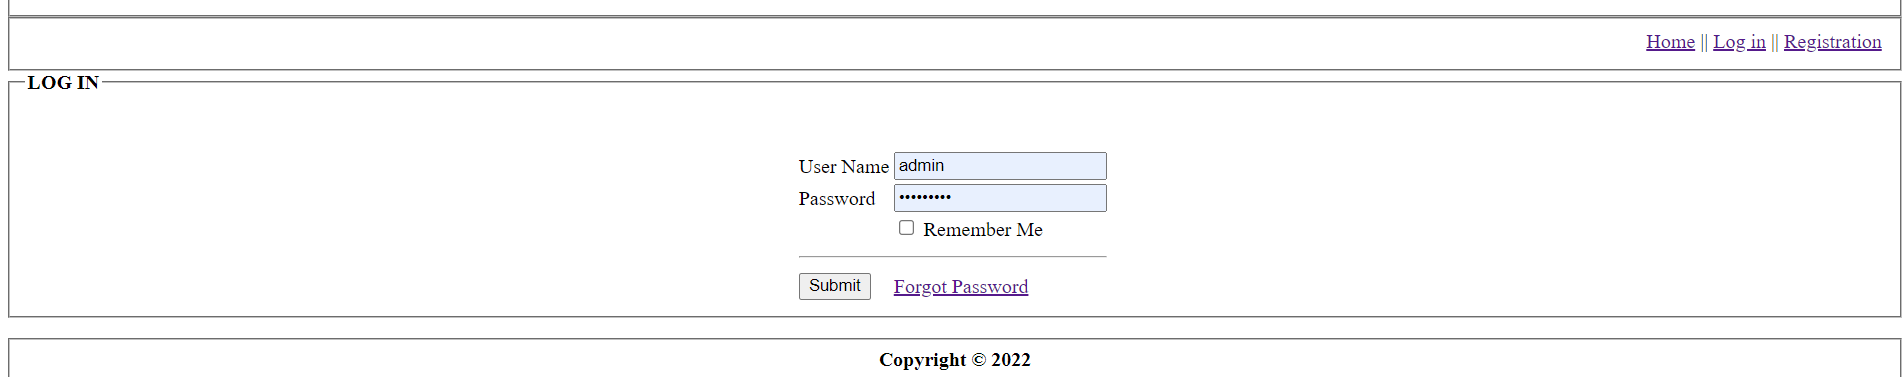 Home || Log in || Registration
LOG IN
User Name admin
Password •••••••••
Remember Me
Submit Forgot Password
Copyright © 2022